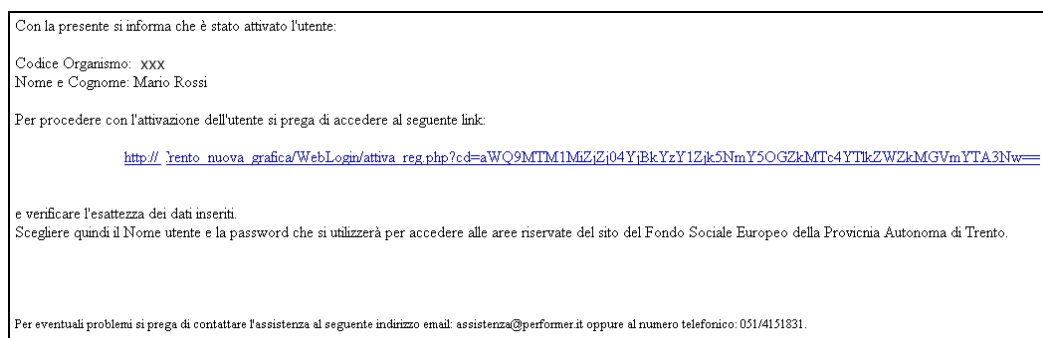 Con la presente si informa che è stato attivato l'utente:
Codice Organismo: xxx
Nome e Cognome: Mario Rossi
Per procedere con l'attivazione dell'utente si prega di accedere al seguente link:
http:// Trento_nuova_grafica/WebLogin/attiva_reg.php?cd=aWQ9MTM1MiZjZj04YjBkYzY1Zjk5NmY5OGZkMTc4YTlkZWZkMGVmYTA3Nw==
e verificare l'esattezza dei dati inseriti.
Scegliere quindi il Nome utente e la password che si utilizzerà per accedere alle aree riservate del sito del Fondo Sociale Europeo della Provicnia Autonoma di Trento.
Per eventuali problemi si prega di contattare l'assistenza al seguente indirizzo email: assistenza@performer.it oppure al numero telefonico: 051/4151831.